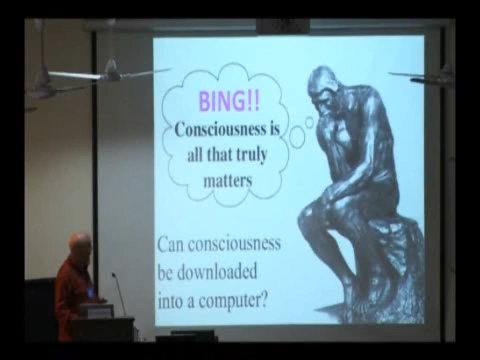 BING!!
Consciousness is
all that truly
matters
Can consciousness
be downloaded
into a computer?